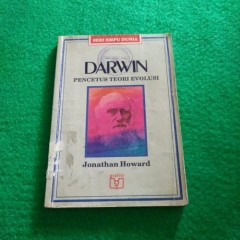 SERI EMPU DUNIA
DARWIN
PENCETUS TEORI EVOLUSI
Jonathan Howard